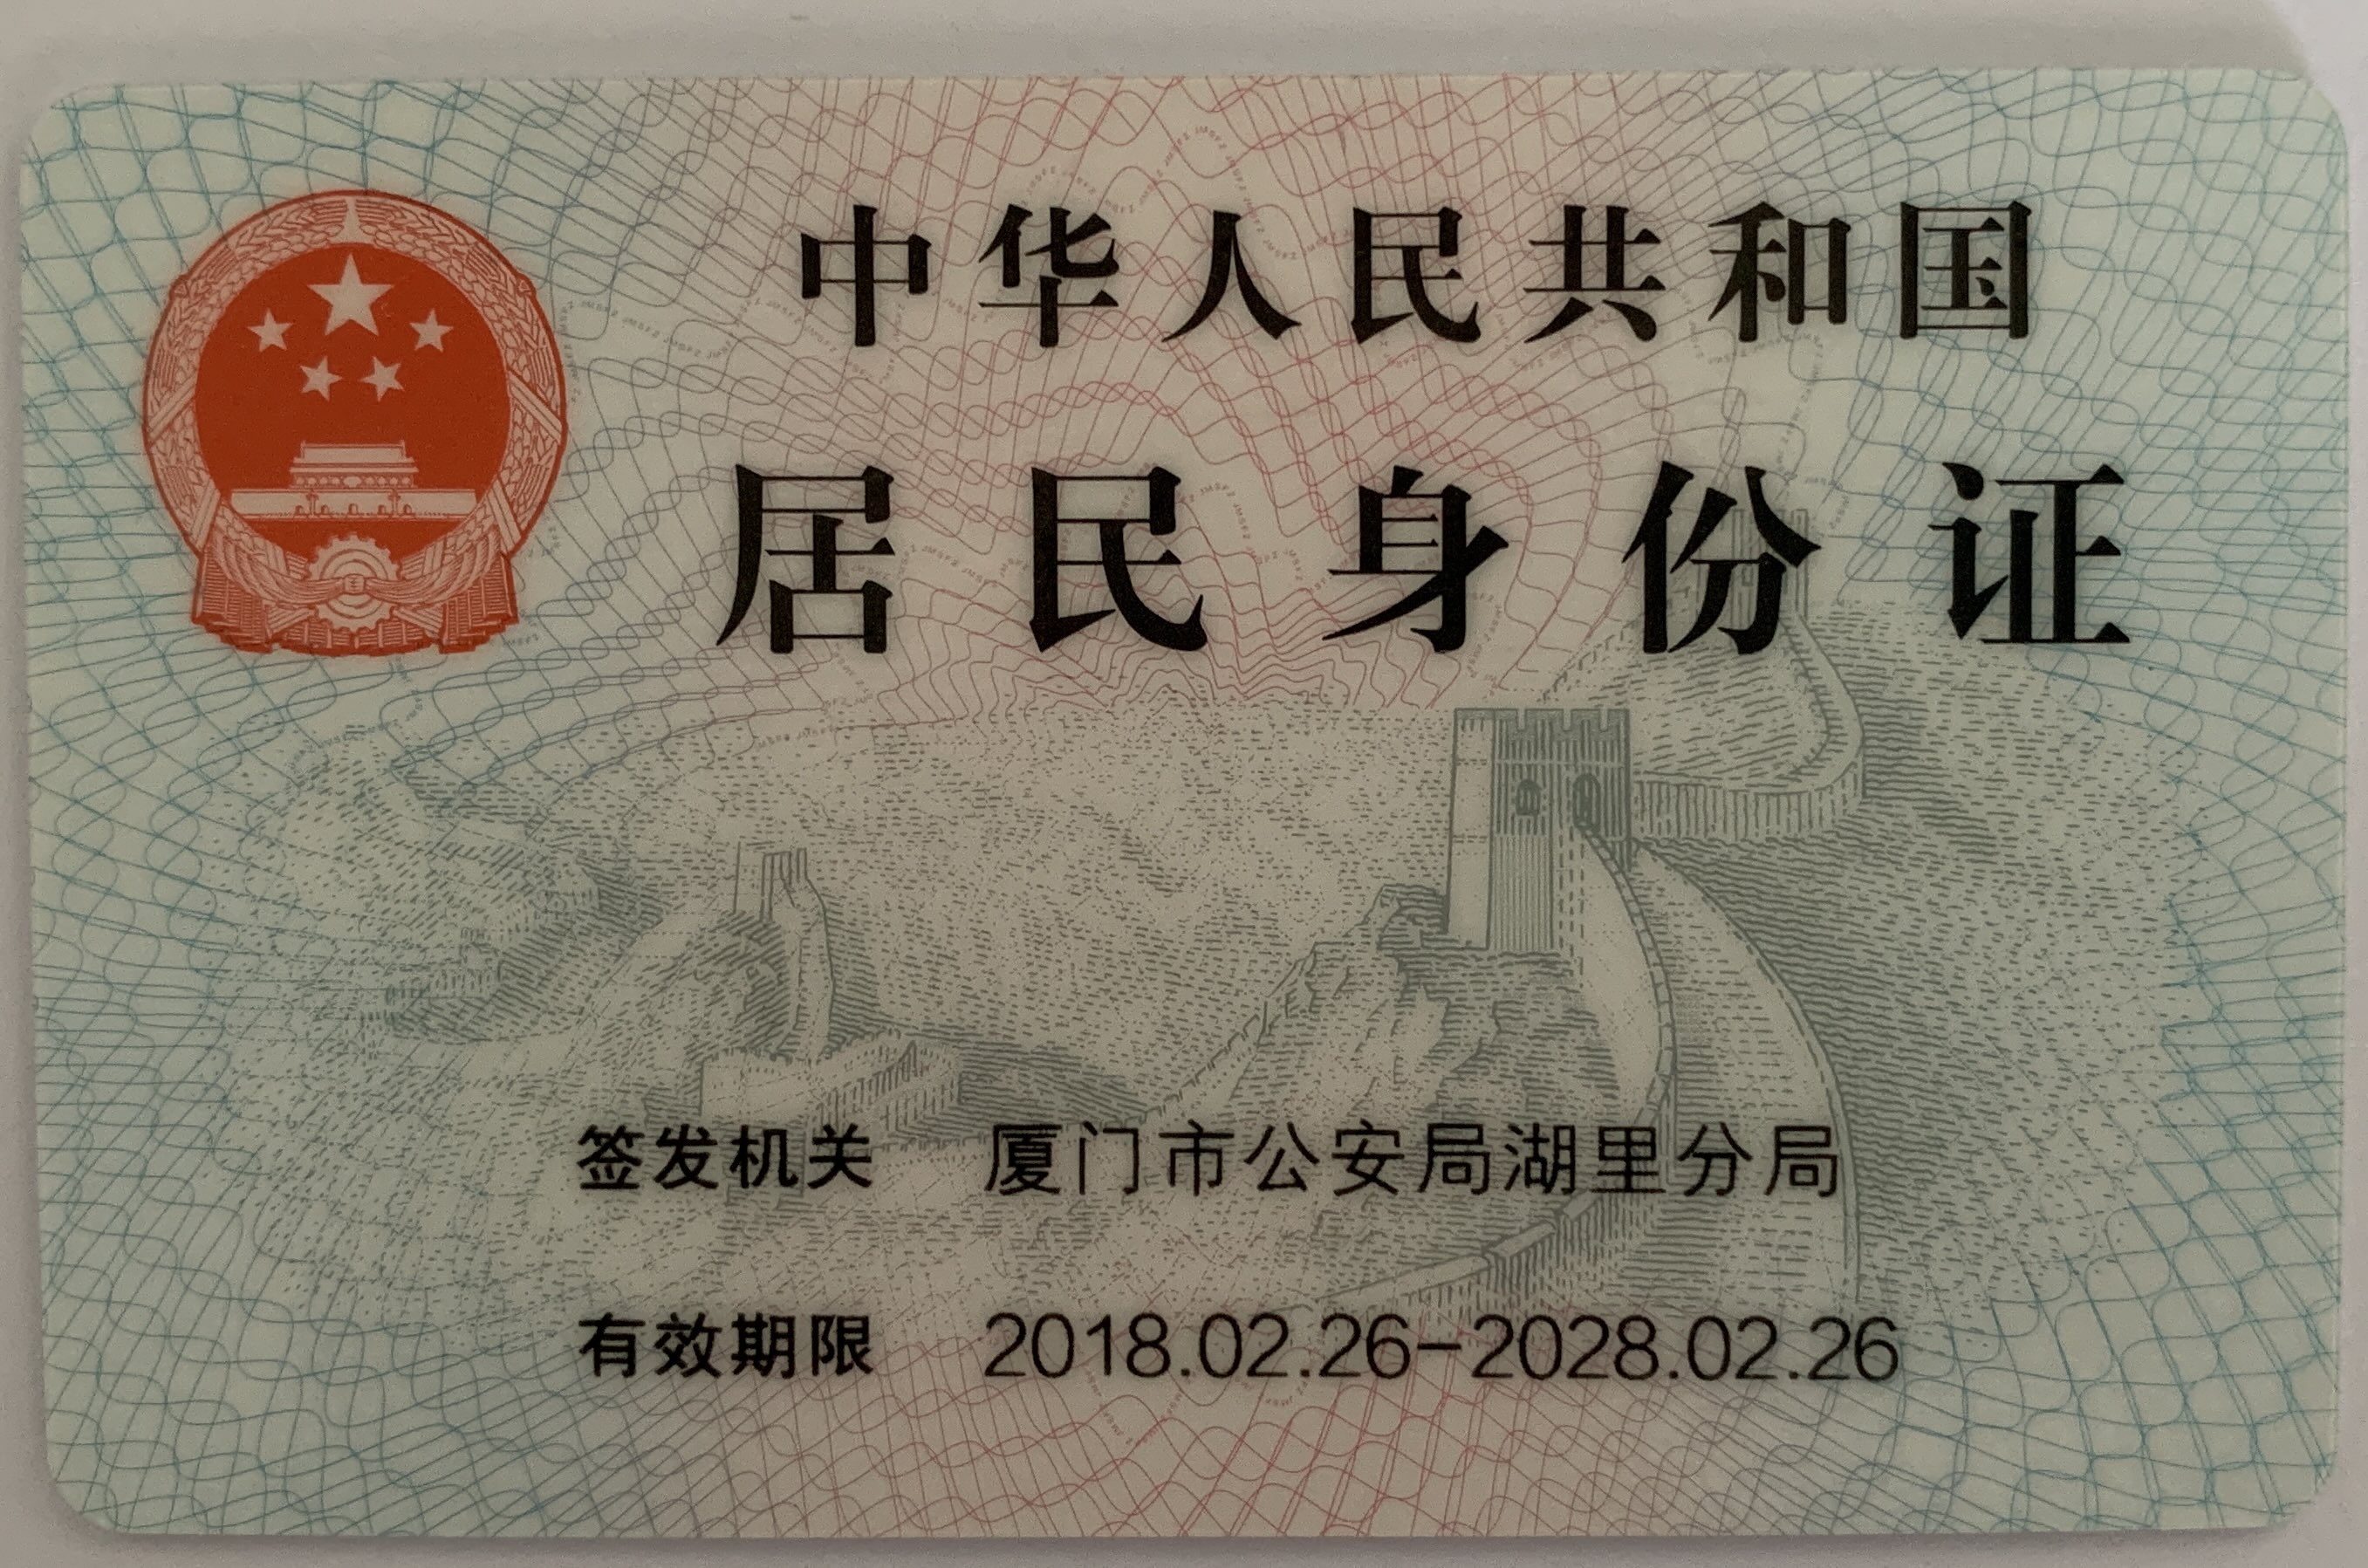 中华人民共和国
居民身份证
签发机关 厦门市公安局湖里分局
有效期限 2018.02.26-2028.02.26